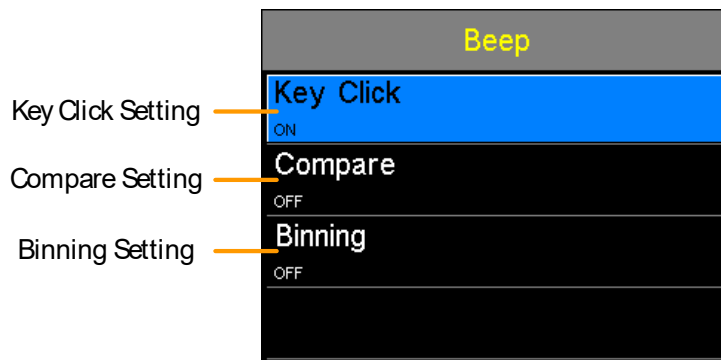 Beep
Key Click Setting
Key Click
ON
Compare Setting
Compare
OFF
Binning Setting
Binning
OFF